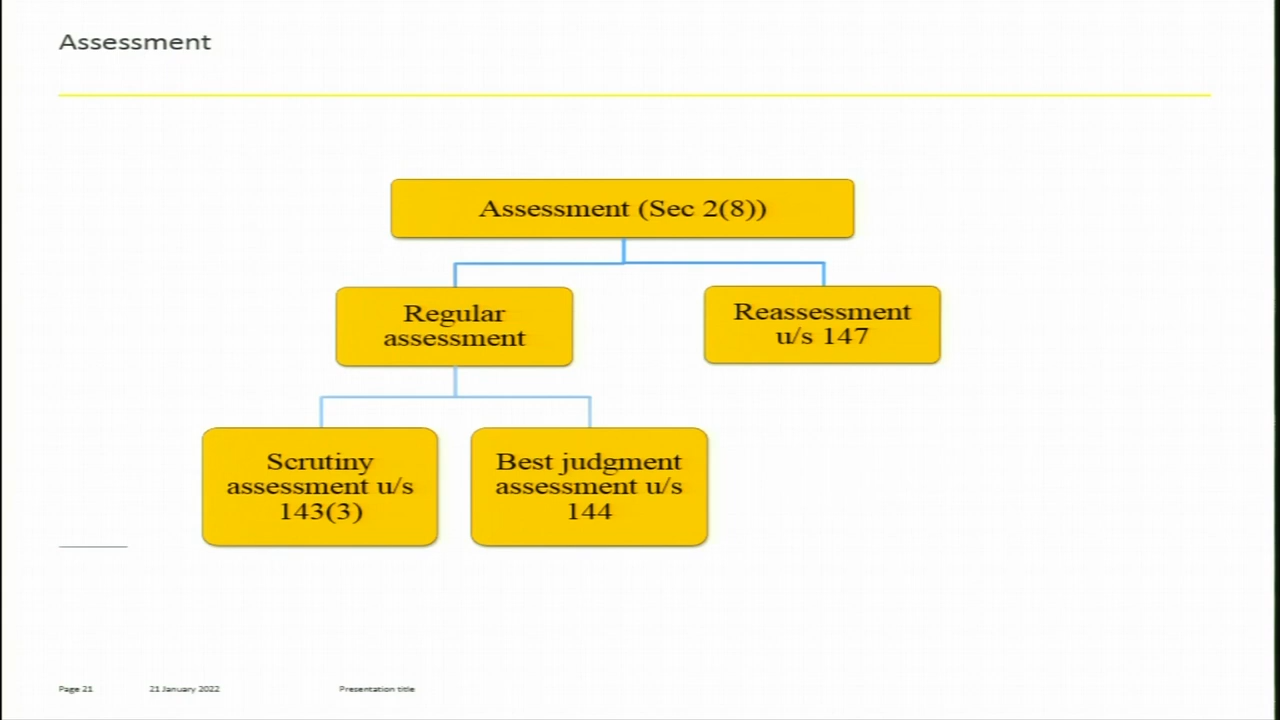 Assessment
Assessment (Sec 2(8))
Regular
assessment
Reassessment
u/s 147
Scrutiny
assessment u/s
143(3)
Best judgment
assessment u/s
144
Page 21
21 January 2022
Presentation title